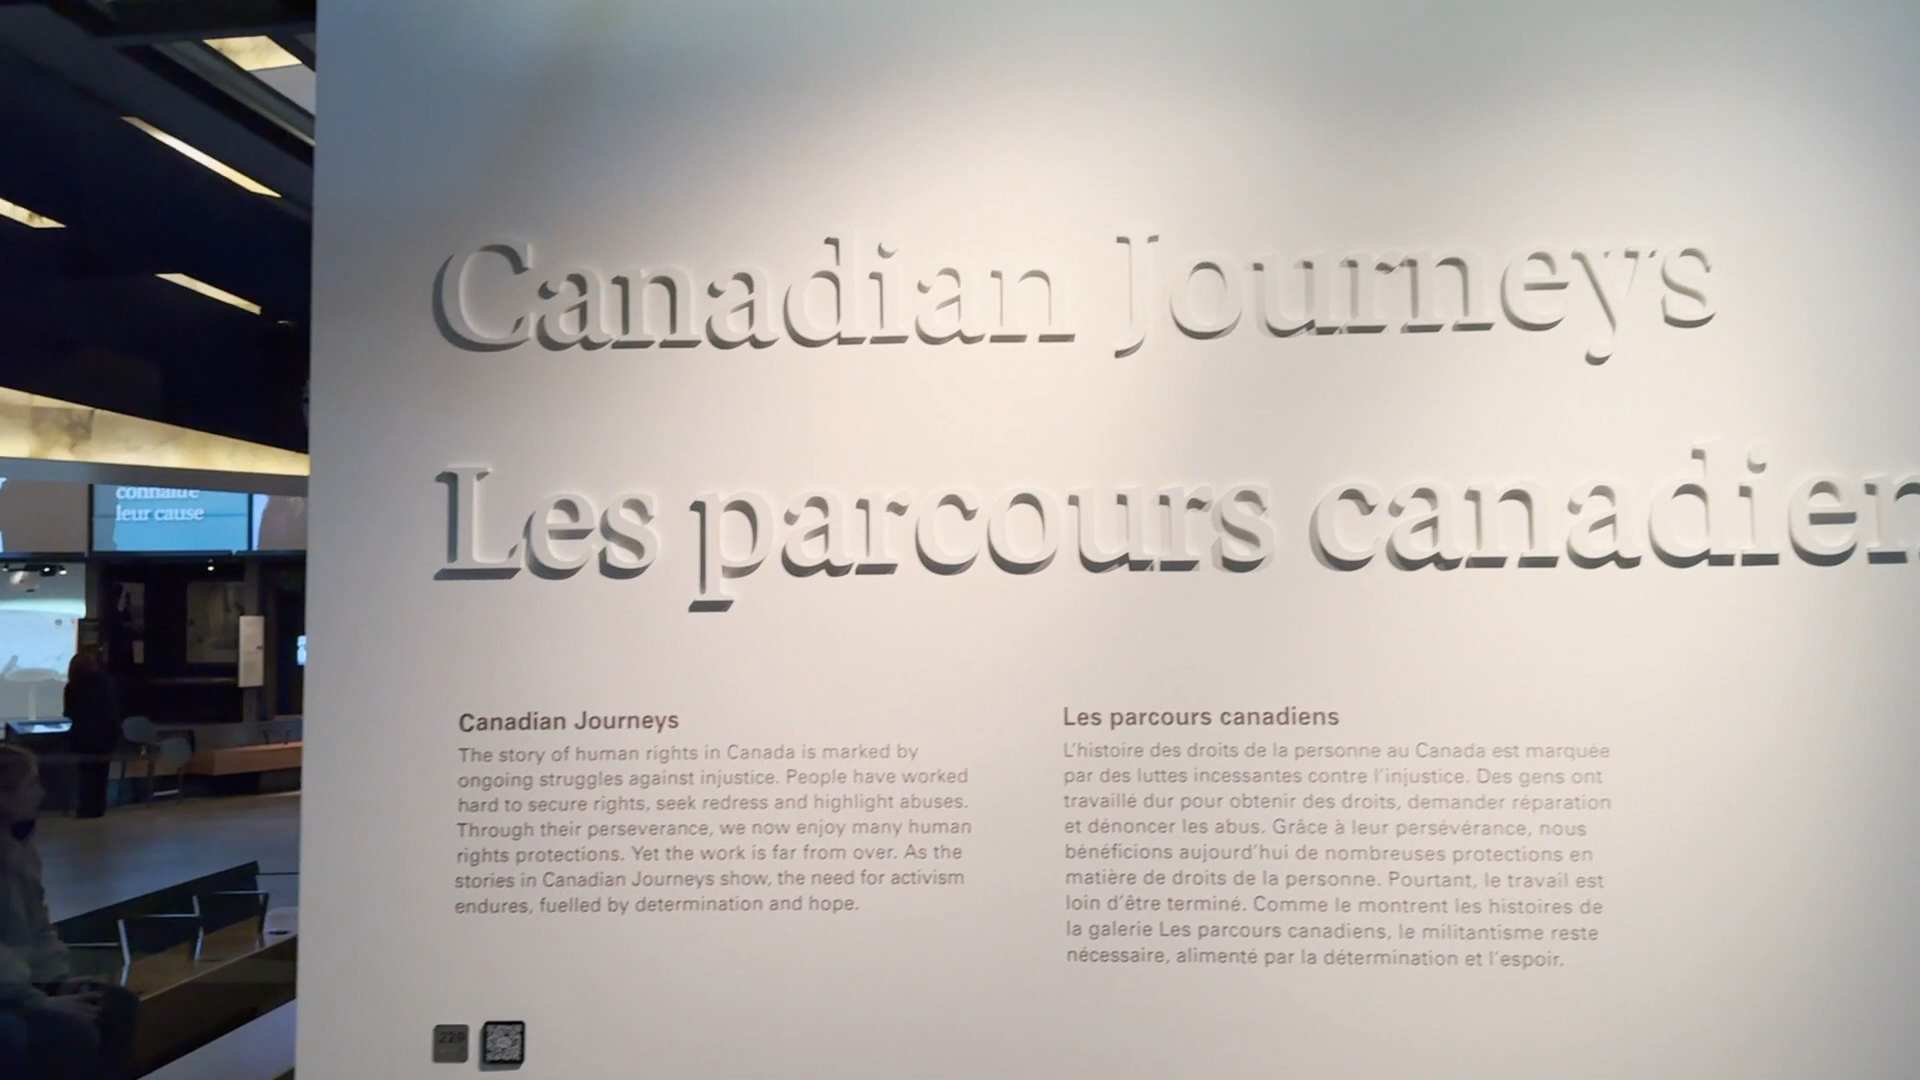 Canadian Journeys
Les parcours canadien
connaître
leur cause
Canadian Journeys
The story of human rights in Canada is marked by
ongoing struggles against injustice. People have worked
hard to secure rights, seek redress and highlight abuses.
Through their perseverance, we now enjoy many human
rights protections. Yet the work is far from over. As the
stories in Canadian Journeys show, the need for activism
endures, fuelled by determination and hope.
Les parcours canadiens
L'histoire des droits de la personne au Canada est marquée
par des luttes incessantes contre l'injustice. Des gens ont
travaillé dur pour obtenir des droits, demander réparation
et dénoncer les abus. Grâce à leur persévérance, nous
bénéficions aujourd'hui de nombreuses protections en
matière de droits de la personne. Pourtant, le travail est
loin d'être terminé. Comme le montrent les histoires de
la galerie Les parcours canadiens, le militantisme reste
nécessaire, alimenté par la détermination et l'espoir.